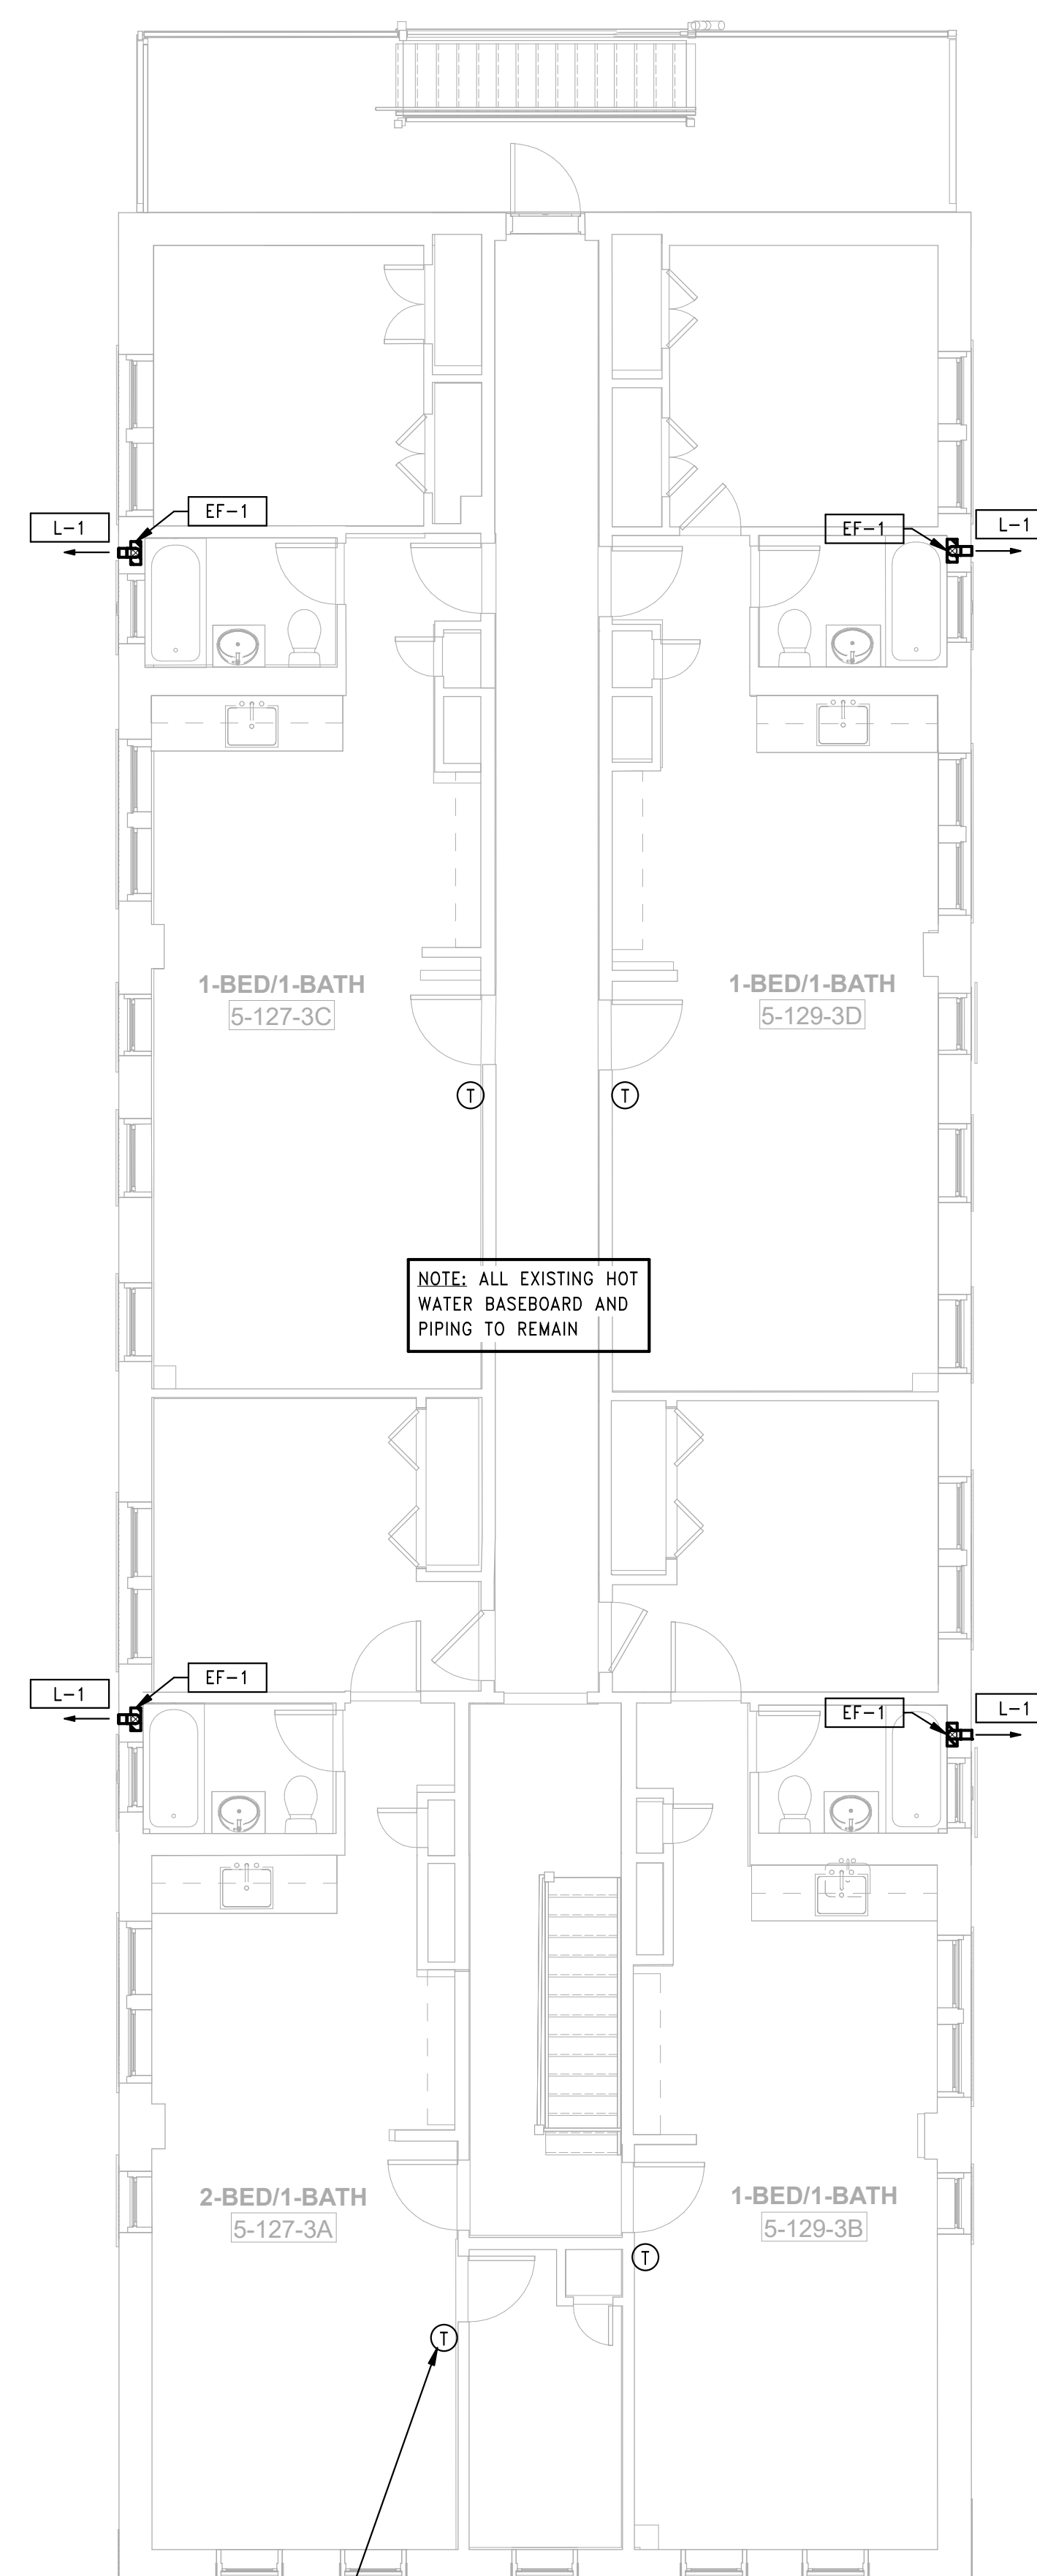 EF-1
L-1
EF-1
L-1
1-BED/1-BATH
5-127-3C
1-BED/1-BATH
5-129-3D
T
T
NOTE: ALL EXISTING HOT
WATER BASEBOARD AND
PIPING TO REMAIN
EF-1
L-1
EF-1
L-1
2-BED/1-BATH
5-127-3A
1-BED/1-BATH
5-129-3B
T
T